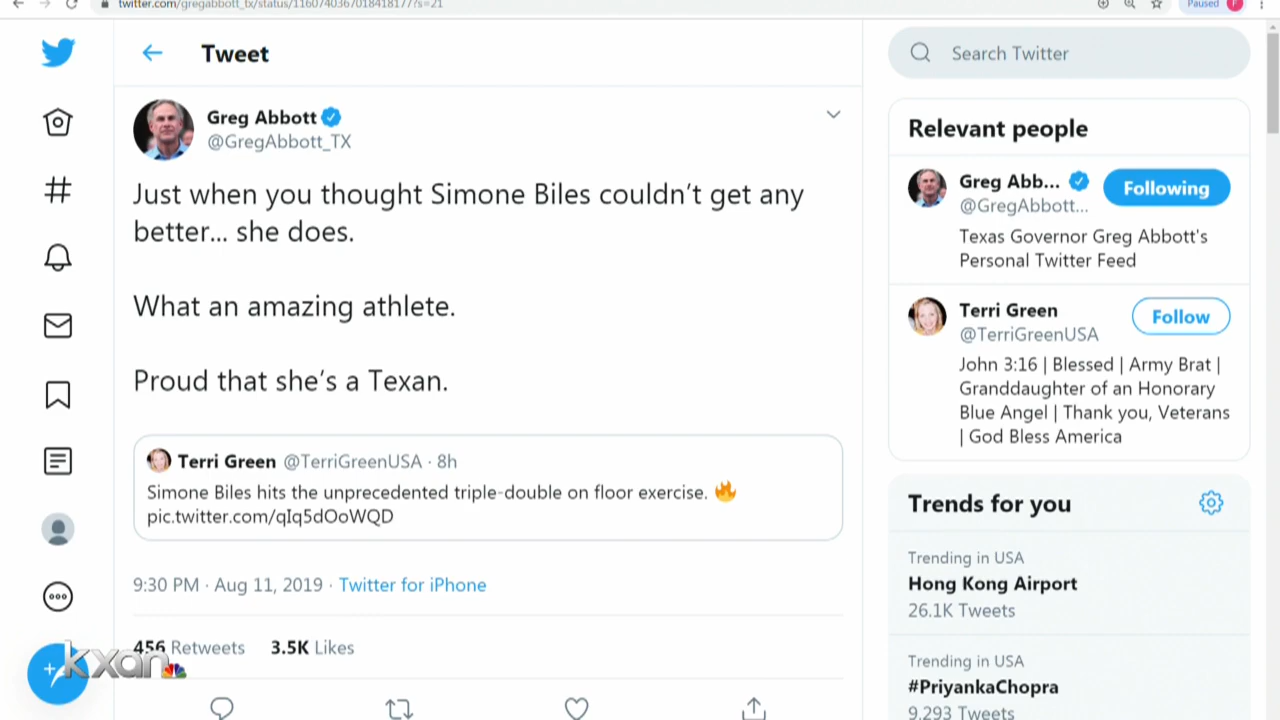 twitter.com/gregabbott_tx/status/1160740367018418177?s=21
Paused
Tweet
Search Twitter
Greg Abbott
@GregAbbott_TX
Just when you thought Simone Biles couldn’t get any
better... she does.
What an amazing athlete.
Proud that she’s a Texan.
Terri Green @TerriGreenUSA · 8h
Simone Biles hits the unprecedented triple-double on floor exercise. 🔥
pic.twitter.com/qIq5dOoWQD
9:30 PM · Aug 11, 2019 · Twitter for iPhone
456 Retweets 3.5K Likes
kxan
Relevant people
Greg Abb...
Following
@GregAbbott...
Texas Governor Greg Abbott's
Personal Twitter Feed
Terri Green
Follow
@TerriGreenUSA
John 3:16 | Blessed | Army Brat |
Granddaughter of an Honorary
Blue Angel | Thank you, Veterans
| God Bless America
Trends for you
Trending in USA
Hong Kong Airport
26.1K Tweets
Trending in USA
#PriyankaChopra
9,293 Tweets